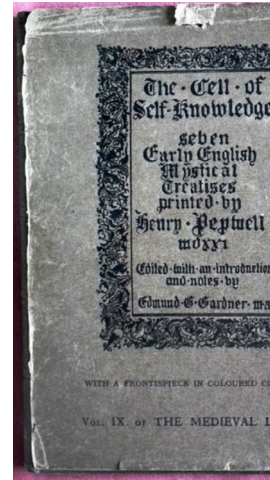 The · Cell · of
Self-Knowledge
seven
Early English
Mystical
Treatises
printed · by
Henry · Pepwell
mdxxi
Edited · with · an · introduction
and · notes · by
Edmund · G · Gardner · m·a
WITH A FRONTISPIECE IN COLOURED
VOL. IX. OF THE MEDIEVAL